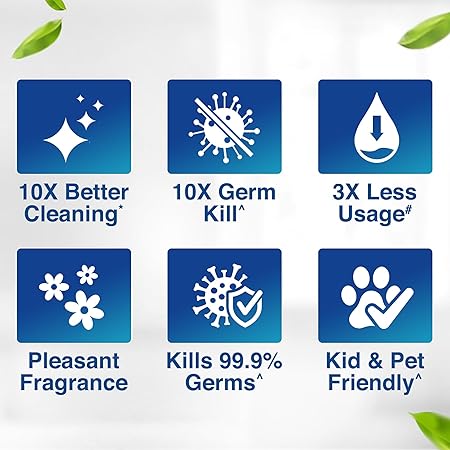 10X Better
Cleaning*
10X Germ
Kill^
3X Less
Usage#
Pleasant
Fragrance
Kills 99.9%
Germs^
Kid & Pet
Friendly^